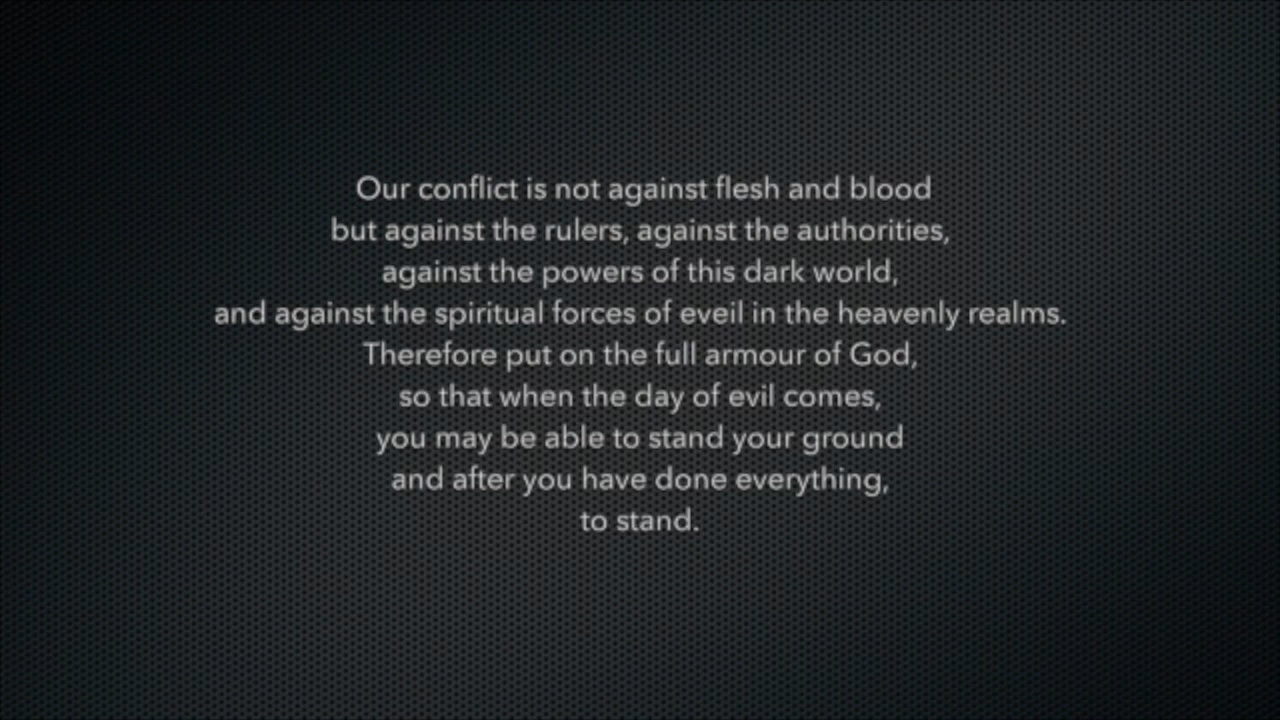 Our conflict is not against flesh and blood
but against the rulers, against the authorities,
against the powers of this dark world,
and against the spiritual forces of eveil in the heavenly realms.
Therefore put on the full armour of God,
so that when the day of evil comes,
you may be able to stand your ground
and after you have done everything,
to stand.